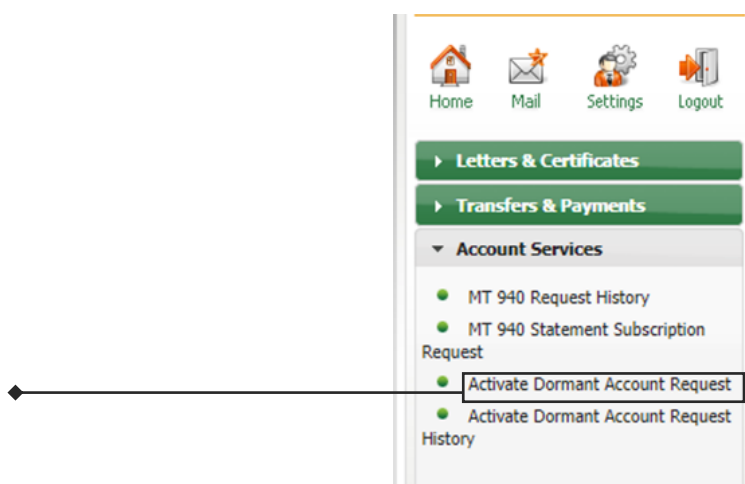 Home Mail Settings Logout
Letters & Certificates
Transfers & Payments
Account Services
MT 940 Request History
MT 940 Statement Subscription
Request
Activate Dormant Account Request
Activate Dormant Account Request
History